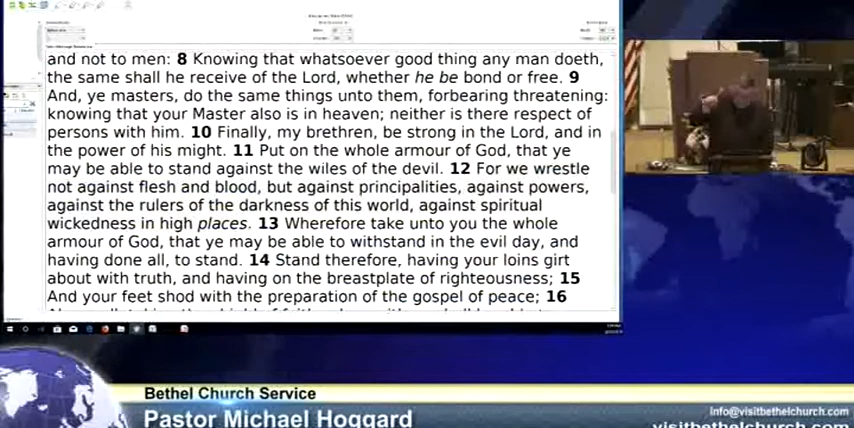 and not to men: 8 Knowing that whatsoever good thing any man doeth,
the same shall he receive of the Lord, whether he be bond or free. 9
And, ye masters, do the same things unto them, forbearing threatening:
knowing that your Master also is in heaven; neither is there respect of
persons with him. 10 Finally, my brethren, be strong in the Lord, and in
the power of his might. 11 Put on the whole armour of God, that ye
may be able to stand against the wiles of the devil. 12 For we wrestle
not against flesh and blood, but against principalities, against powers,
against the rulers of the darkness of this world, against spiritual
wickedness in high places. 13 Wherefore take unto you the whole
armour of God, that ye may be able to withstand in the evil day, and
having done all, to stand. 14 Stand therefore, having your loins girt
about with truth, and having on the breastplate of righteousness; 15
And your feet shod with the preparation of the gospel of peace; 16
Bethel Church Service
Pastor Michael Hoggard
info@visitbethelchurch.com
visitbethelchurch.com